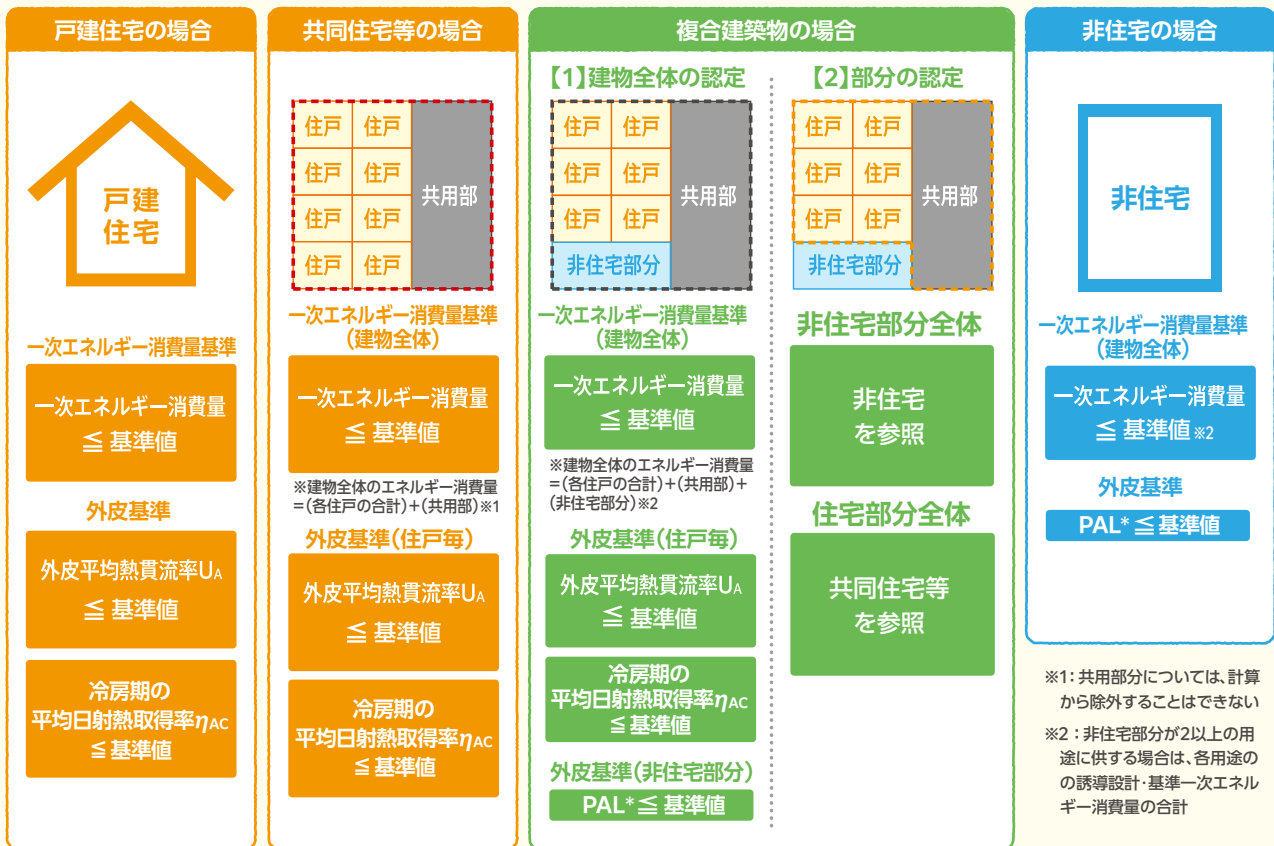 戸建住宅の場合
戸建
住宅
一次エネルギー消費量基準
一次エネルギー消費量
≦ 基準値
外皮基準
外皮平均熱貫流率UA
≦ 基準値
冷房期の
平均日射熱取得率ηAC
≦ 基準値
共同住宅等の場合
住戸 住戸
住戸 住戸
共用部
住戸 住戸
住戸 住戸
一次エネルギー消費量基準
(建物全体)
一次エネルギー消費量
≦ 基準値
※建物全体のエネルギー消費量
=(各住戸の合計)+(共用部)※1
外皮基準(住戸毎)
外皮平均熱貫流率UA
≦ 基準値
冷房期の
平均日射熱取得率ηAC
≦ 基準値
複合建築物の場合
【1】建物全体の認定
住戸 住戸
住戸 住戸
共用部
住戸 住戸
非住宅部分
一次エネルギー消費量基準
(建物全体)
一次エネルギー消費量
≦ 基準値
※建物全体のエネルギー消費量
=(各住戸の合計)+(共用部)+
(非住宅部分)※2
外皮基準(住戸毎)
外皮平均熱貫流率UA
≦ 基準値
冷房期の
平均日射熱取得率ηAC
≦ 基準値
外皮基準(非住宅部分)
PAL* ≦ 基準値
【2】部分の認定
住戸 住戸
住戸 住戸
共用部
住戸 住戸
非住宅部分
非住宅部分全体
非住宅
を参照
住宅部分全体
共同住宅等
を参照
非住宅の場合
非住宅
一次エネルギー消費量基準
(建物全体)
一次エネルギー消費量
≦ 基準値※2
外皮基準
PAL* ≦ 基準値
※1：共用部分については、計算
から除外することはできない
※2：非住宅部分が2以上の用
途に供する場合は、各用途の
の誘導設計・基準一次エネル
ギー消費量の合計